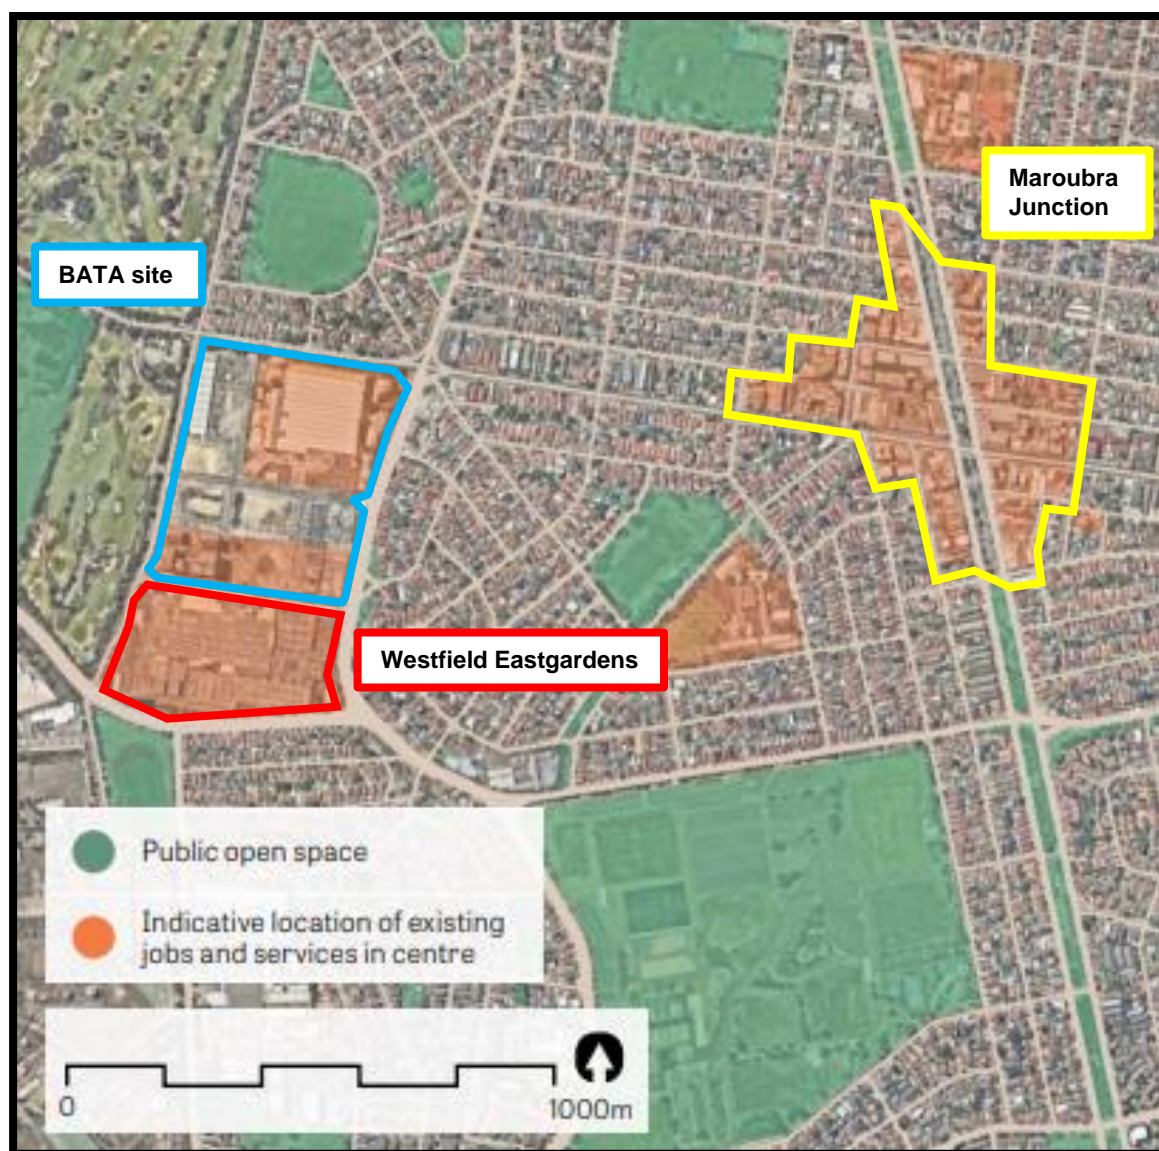 Maroubra
Junction
BATA site
Westfield Eastgardens
Public open space
Indicative location of existing
jobs and services in centre
0
1000m